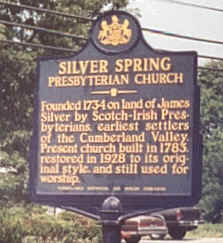 SILVER SPRING
PRESBYTERIAN CHURCH
Founded 1734 on land of James
Silver by Scotch-Irish Pres-
byterians, earliest settlers
of the Cumberland Valley.
Present church built in 1783,
restored in 1928 to its orig-
inal style, and still used for
worship.